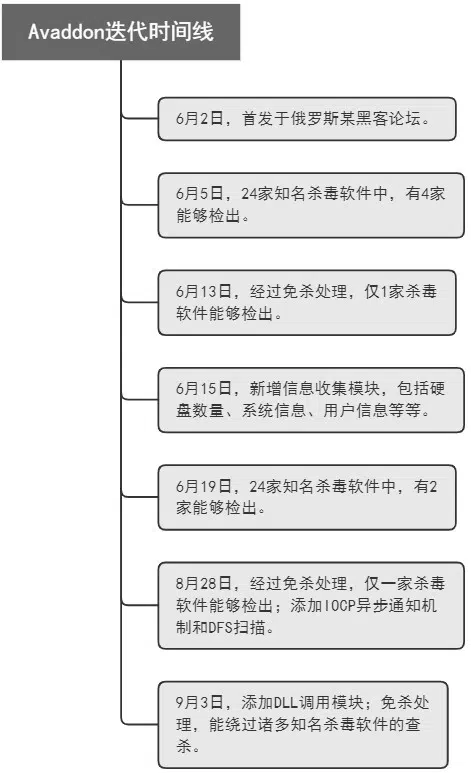 Avaddon迭代时间线
6月2日，首发于俄罗斯某黑客论坛。
6月5日，24家知名杀毒软件中，有4家
能够检出。
6月13日，经过免杀处理，仅1家杀毒
软件能够检出。
6月15日，新增信息收集模块，包括硬
盘数量、系统信息、用户信息等等。
6月19日，24家知名杀毒软件中，有2
家能够检出。
8月28日，经过免杀处理，仅一家杀毒
软件能够检出；添加IOCP异步通知机
制和DFS扫描。
9月3日，添加DLL调用模块；免杀处
理，能绕过诸多知名杀毒软件的查
杀。